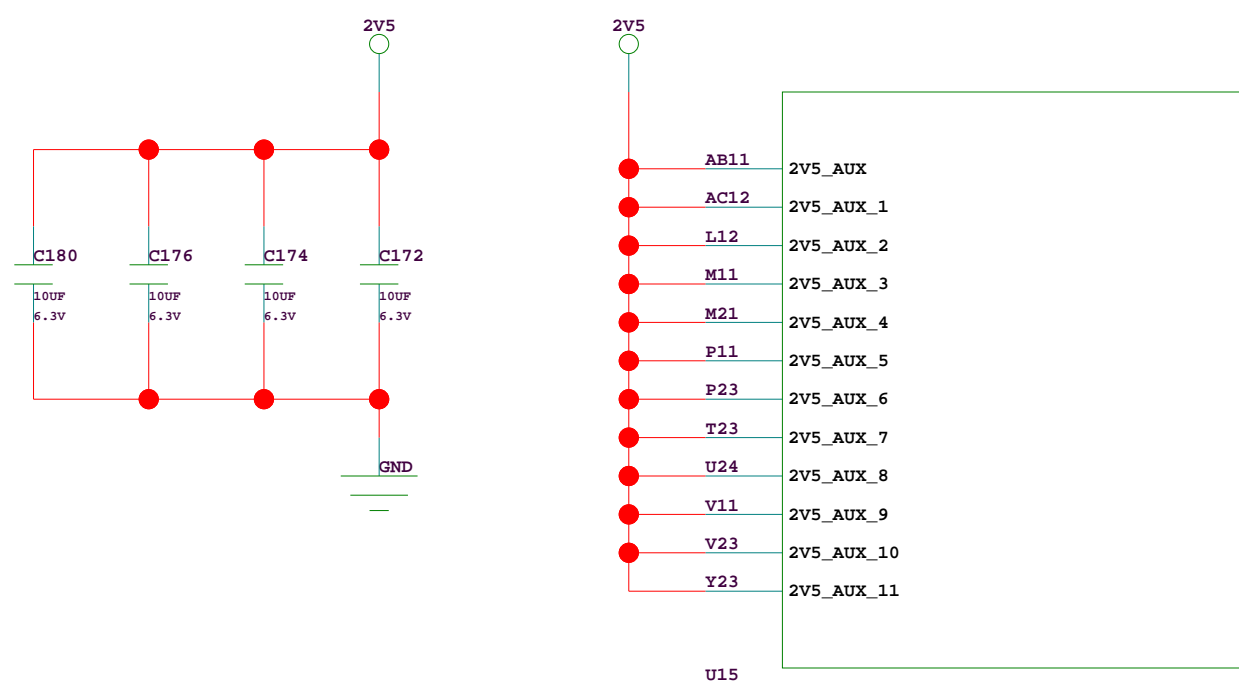 2V5
2V5
C180
10UF
6.3V
C176
10UF
6.3V
C174
10UF
6.3V
C172
10UF
6.3V
GND
AB11 2V5_AUX
AC12 2V5_AUX_1
L12 2V5_AUX_2
M11 2V5_AUX_3
M21 2V5_AUX_4
P11 2V5_AUX_5
P23 2V5_AUX_6
T23 2V5_AUX_7
U24 2V5_AUX_8
V11 2V5_AUX_9
V23 2V5_AUX_10
Y23 2V5_AUX_11
U15